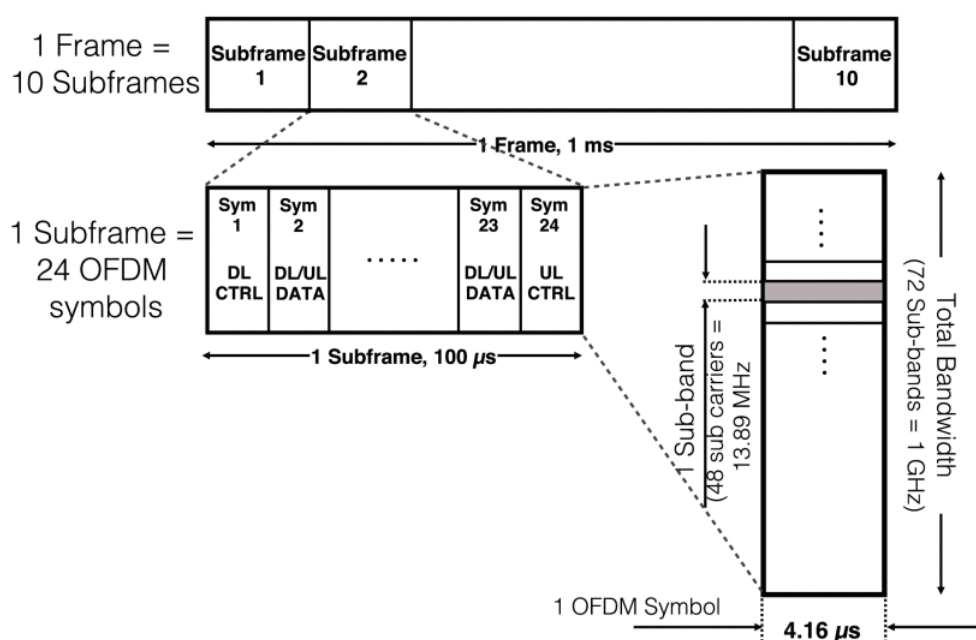 1 Frame =
10 Subframes
Subframe
1
Subframe
2
Subframe
10
1 Frame, 1 ms
1 Subframe =
24 OFDM
symbols
Sym
1
DL
CTRL
Sym
2
DL/UL
DATA
.....
Sym
23
DL/UL
DATA
Sym
24
UL
CTRL
1 Subframe, 100 µs
1 Sub-band
(48 sub carriers =
13.89 MHz
Total Bandwidth
(72 Sub-bands = 1 GHz)
1 OFDM Symbol
4.16 µs